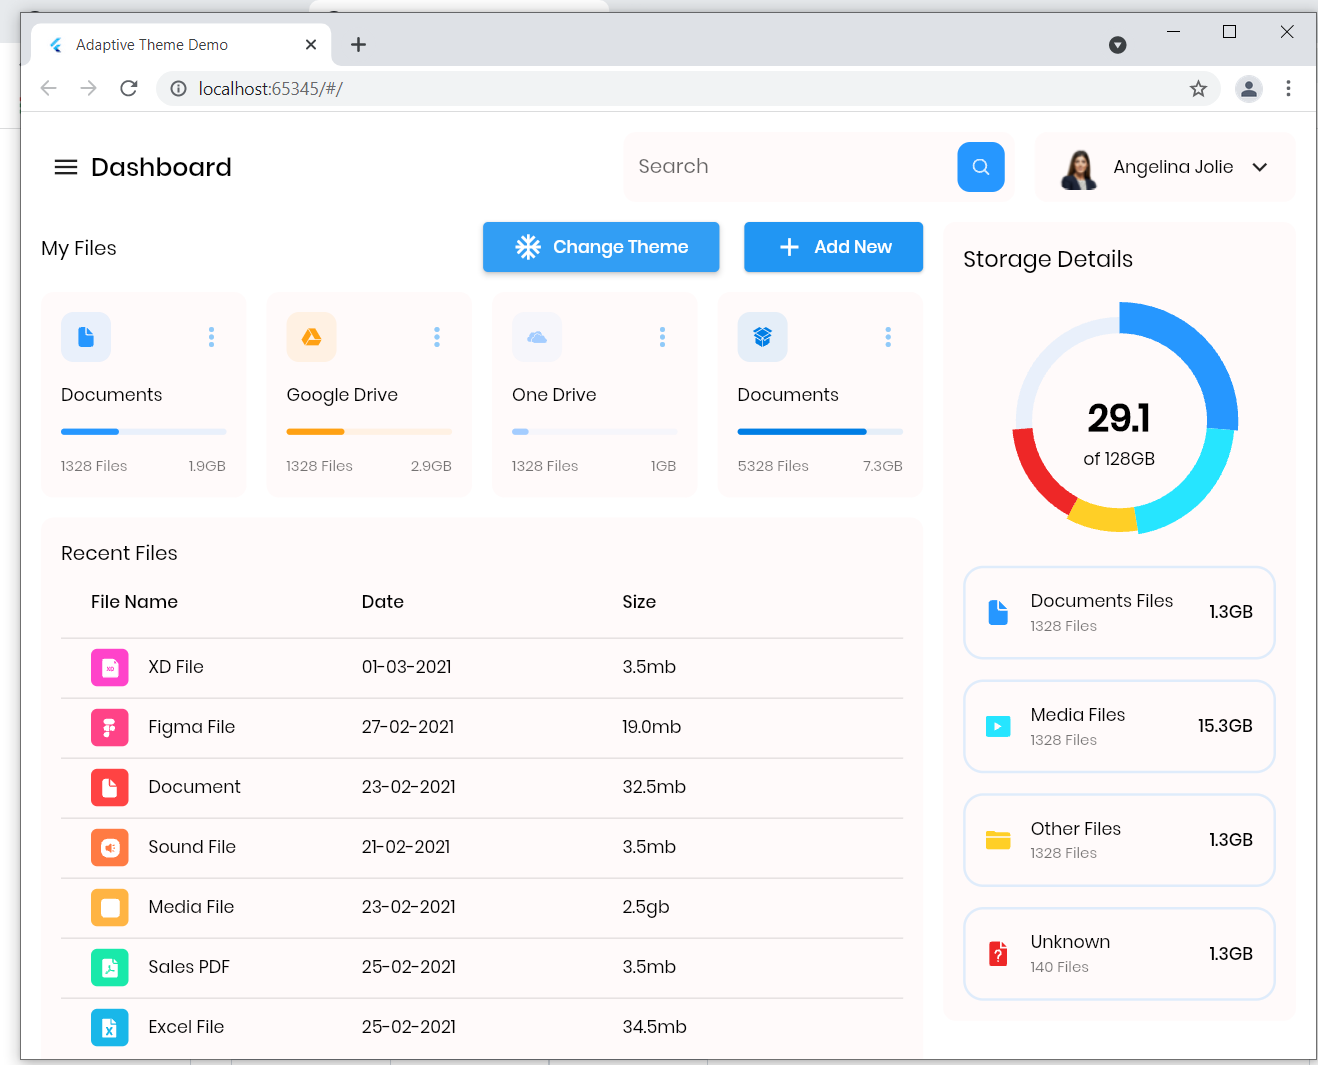 Adaptive Theme Demo
localhost:65345/#/
Dashboard
Search
Angelina Jolie
My Files
Change Theme
Add New
Documents
1328 Files 1.9GB
Google Drive
1328 Files 2.9GB
One Drive
1328 Files 1GB
Documents
5328 Files 7.3GB
Recent Files
File Name Date Size
XD
XD File 01-03-2021 3.5mb
Figma File 27-02-2021 19.0mb
Document 23-02-2021 32.5mb
Sound File 21-02-2021 3.5mb
Media File 23-02-2021 2.5gb
Sales PDF 25-02-2021 3.5mb
X
Excel File 25-02-2021 34.5mb
Storage Details
29.1
of 128GB
Documents Files
1328 Files
1.3GB
Media Files
1328 Files
15.3GB
Other Files
1328 Files
1.3GB
?
Unknown
140 Files
1.3GB